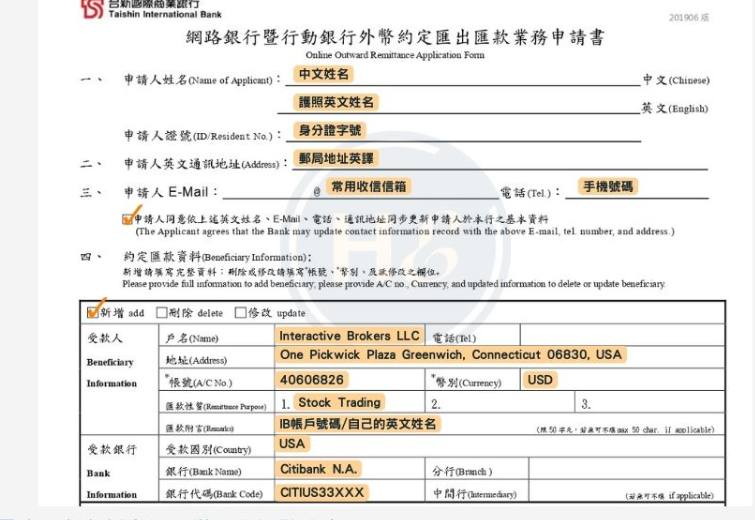 台新國際商業銀行
Taishin International Bank
201906 版
網路銀行暨行動銀行外幣約定匯出匯款業務申請書
Online Outward Remittance Application Form
一、 申請人姓名(Name of Applicant)： 中文姓名 中文(Chinese)
護照英文姓名 英文(English)
申請人證號(ID/Resident No.)： 身分證字號
二、 申請人英文通訊地址(Address)： 郵局地址英譯
三、 申請人 E-Mail： @ 常用收信信箱 電話(Tel.)： 手機號碼
申請人同意依上述英文姓名、E-Mail、電話、通訊地址同步更新申請人於本行之基本資料
(The Applicant agrees that the Bank may update contact information record with the above E-mail, tel. number, and address.)
四、 約定匯款資料(Beneficiary Information)：
新增請填寫完整資料；刪除或修改請填寫*帳號、*幣別、及欲修改之欄位。
Please provide full information to add beneficiary, please provide A/C no., Currency, and updated information to delete or update beneficiary.
新增 add □刪除 delete □修改 update
受款人 戶名(Name) Interactive Brokers LLC 電話(Tel.)
Beneficiary 地址(Address) One Pickwick Plaza Greenwich, Connecticut 06830, USA
Information *帳號(A/C No.) 40606826 *幣別(Currency) USD
匯款性質(Remittance Purpose) 1. Stock Trading 2. 3.
匯款附言(Remarks) IB帳戶號碼/自己的英文姓名 (限 50 字元，若無可不填 max 50 char. if applicable)
受款銀行 受款國別(Country) USA
Bank 銀行(Bank Name) Citibank N.A. 分行(Branch)
Information 銀行代碼(Bank Code) CITIUS33XXX 中間行(Intermediary) (若無可不填 if applicable)